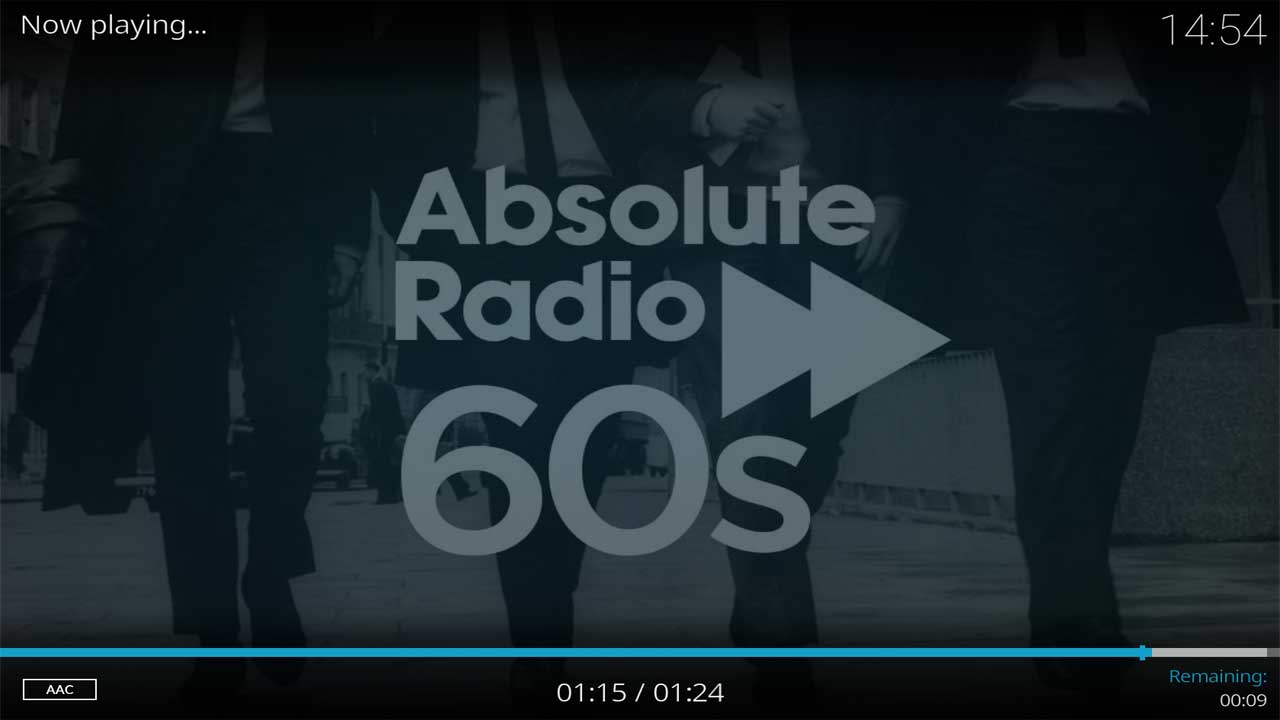 Now playing...
14:54
Absolute
Radio
60s
AAC
01:15 / 01:24
Remaining:
00:09